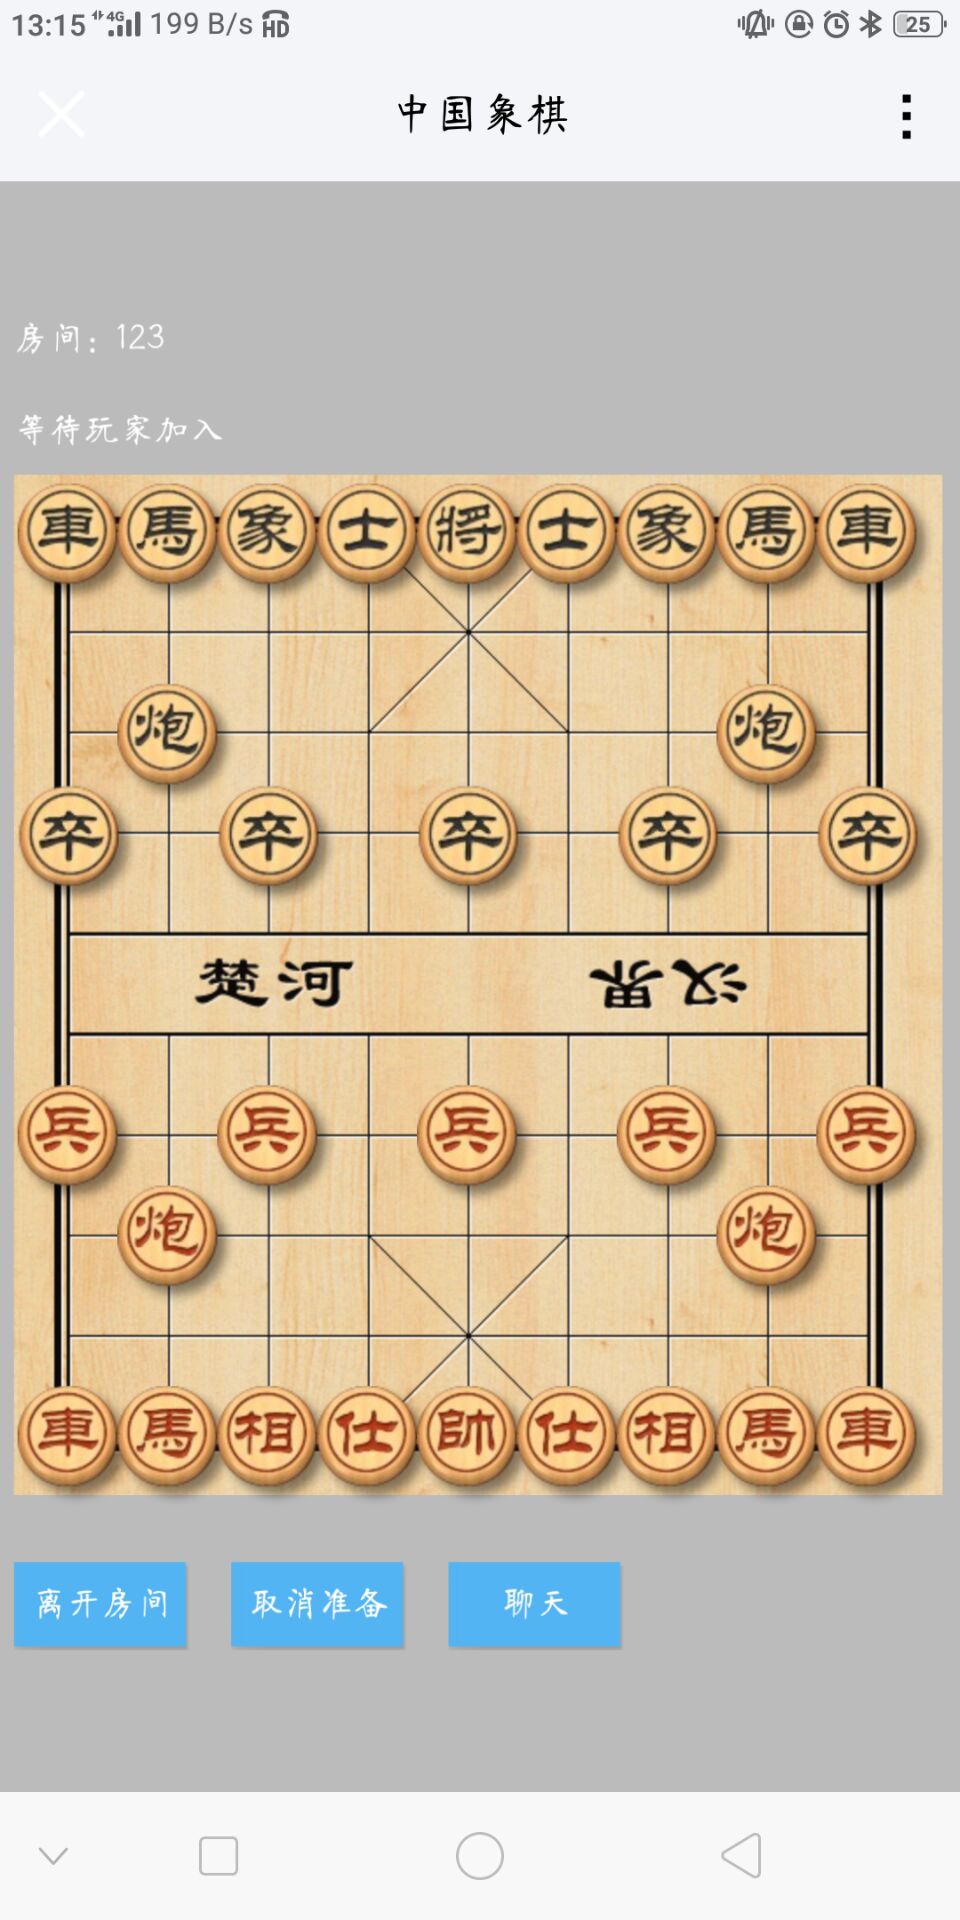 13:15 4G 199 B/s HD 25
中国象棋
房间：123
等待玩家加入
車馬象士將士象馬車
炮 炮
卒 卒 卒 卒 卒
楚河 汉界
兵 兵 兵 兵 兵
炮 炮
車馬相仕帥仕相馬車
离开房间 取消准备 聊天